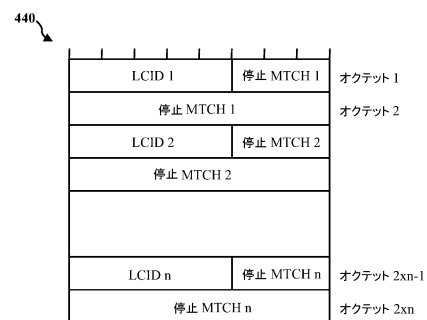 440
LCID 1 停止 MTCH 1 オクテット 1
停止 MTCH 1 オクテット 2
LCID 2 停止 MTCH 2
停止 MTCH 2
LCID n 停止 MTCH n オクテット 2xn-1
停止 MTCH n オクテット 2xn